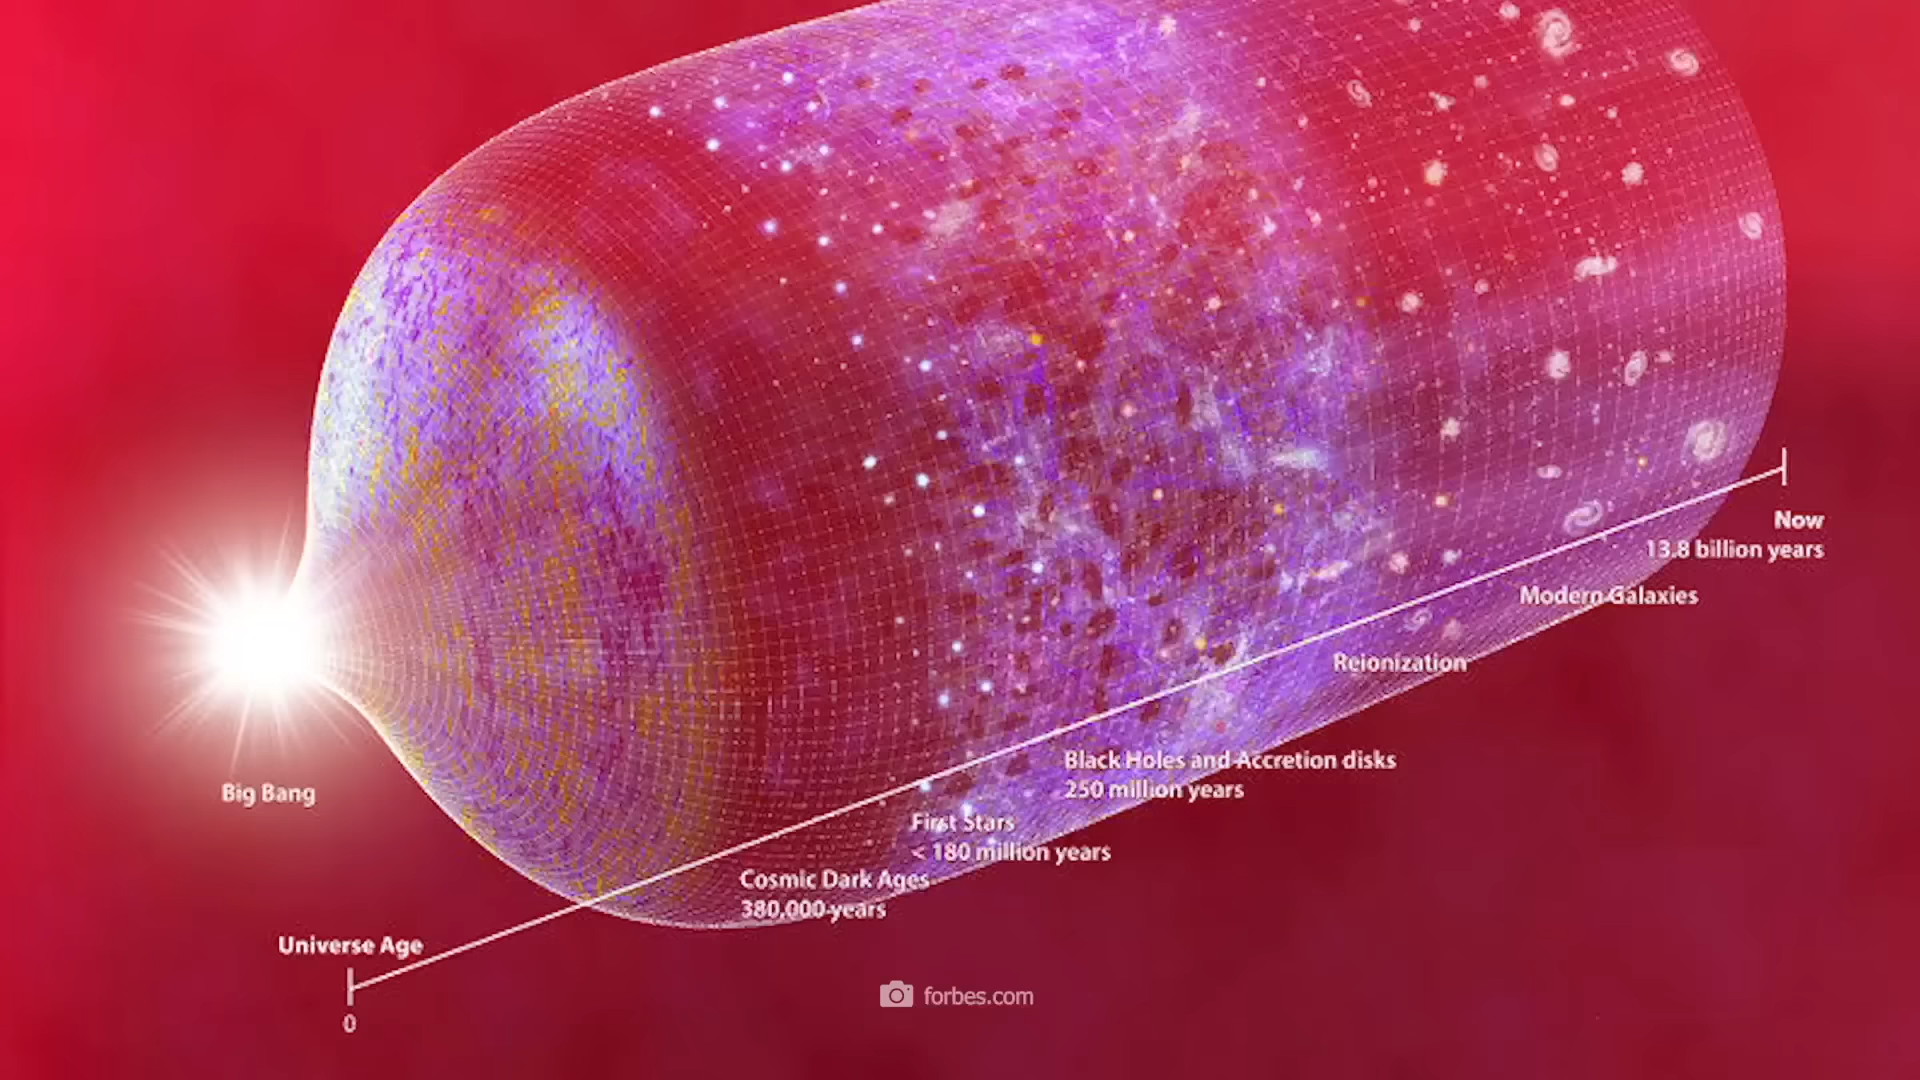 Now
13.8 billion years
Modern Galaxies
Reionization
Black Holes and Accretion disks
250 million years
First Stars
< 180 million years
Cosmic Dark Ages
380,000 years
Big Bang
Universe Age
0
forbes.com